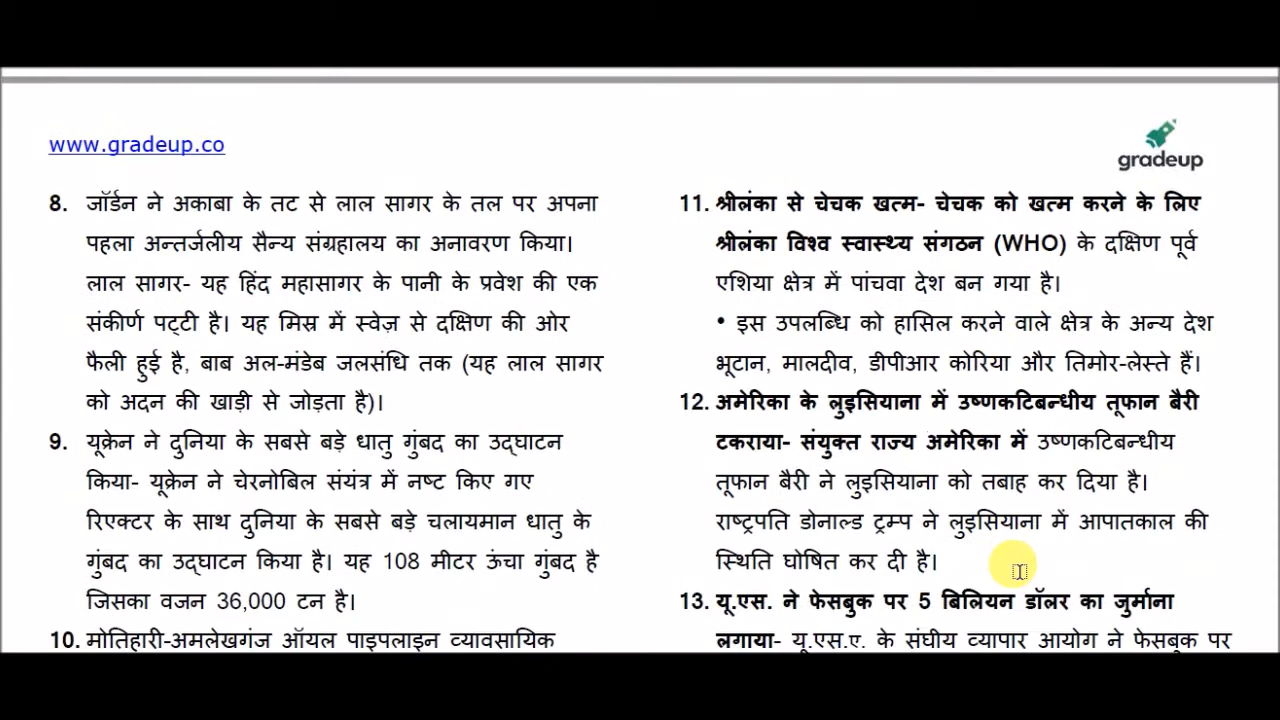 www.gradeup.co
gradeup
8. जॉर्डन ने अकाबा के तट से लाल सागर के तल पर अपना
पहला अन्तर्जलीय सैन्य संग्रहालय का अनावरण किया।
लाल सागर- यह हिंद महासागर के पानी के प्रवेश की एक
संकीर्ण पट्टी है। यह मिस्र में स्वेज़ से दक्षिण की ओर
फैली हुई है, बाब अल-मंडेब जलसंधि तक (यह लाल सागर
को अदन की खाड़ी से जोड़ता है)।
9. यूक्रेन ने दुनिया के सबसे बड़े धातु गुंबद का उद्घाटन
किया- यूक्रेन ने चेरनोबिल संयंत्र में नष्ट किए गए
रिएक्टर के साथ दुनिया के सबसे बड़े चलायमान धातु के
गुंबद का उद्घाटन किया है। यह 108 मीटर ऊंचा गुंबद है
जिसका वजन 36,000 टन है।
10. मोतिहारी-अमलेखगंज ऑयल पाइपलाइन व्यावसायिक
11. श्रीलंका से चेचक खत्म- चेचक को खत्म करने के लिए
श्रीलंका विश्व स्वास्थ्य संगठन (WHO) के दक्षिण पूर्व
एशिया क्षेत्र में पांचवा देश बन गया है।
• इस उपलब्धि को हासिल करने वाले क्षेत्र के अन्य देश
भूटान, मालदीव, डीपीआर कोरिया और तिमोर-लेस्ते हैं।
12. अमेरिका के लुइसियाना में उष्णकटिबन्धीय तूफान बैरी
टकराया- संयुक्त राज्य अमेरिका में उष्णकटिबन्धीय
तूफान बैरी ने लुइसियाना को तबाह कर दिया है।
राष्ट्रपति डोनाल्ड ट्रम्प ने लुइसियाना में आपातकाल की
स्थिति घोषित कर दी है।
13. यू.एस. ने फेसबुक पर 5 बिलियन डॉलर का जुर्माना
लगाया- यू.एस.ए. के संघीय व्यापार आयोग ने फेसबुक पर